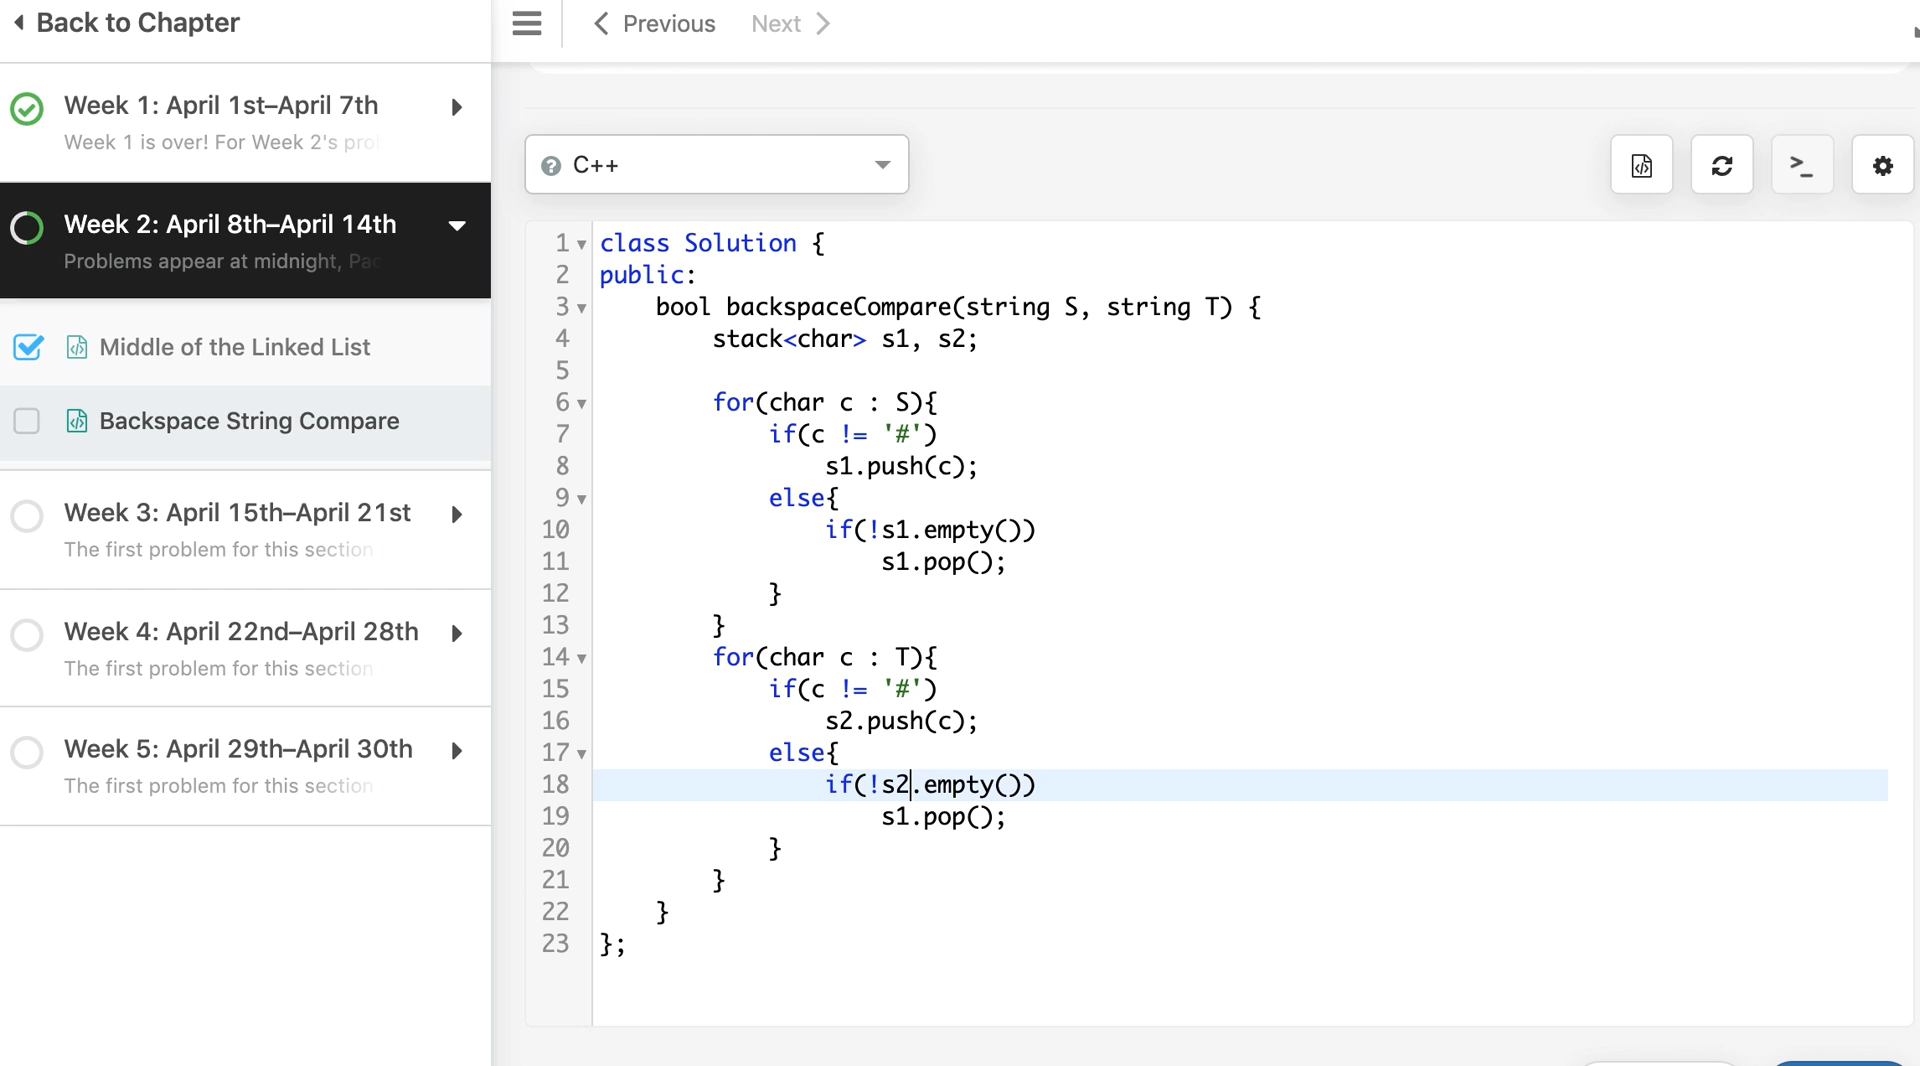 Back to Chapter
Previous
Next
Week 1: April 1st–April 7th
Week 1 is over! For Week 2's pro
Week 2: April 8th–April 14th
Problems appear at midnight, Pac
Middle of the Linked List
Backspace String Compare
Week 3: April 15th–April 21st
The first problem for this section
Week 4: April 22nd–April 28th
The first problem for this section
Week 5: April 29th–April 30th
The first problem for this section
? C++
>_
1 class Solution {
2 public:
3     bool backspaceCompare(string S, string T) {
4         stack<char> s1, s2;
5
6         for(char c : S){
7             if(c != '#')
8                 s1.push(c);
9             else{
10                 if(!s1.empty())
11                     s1.pop();
12             }
13         }
14         for(char c : T){
15             if(c != '#')
16                 s2.push(c);
17             else{
18                 if(!s2.empty())
19                     s1.pop();
20             }
21         }
22     }
23 };